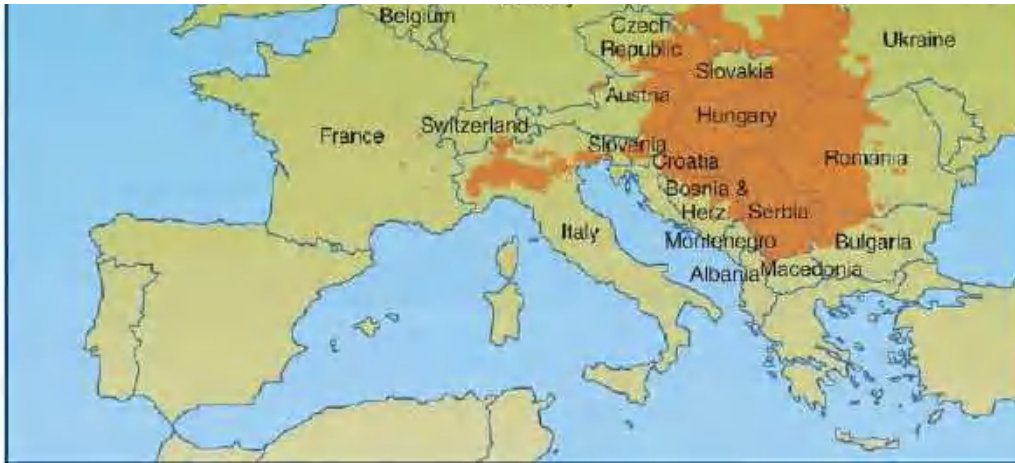 Belgium
Czech
Republic
Ukraine
Slovakia
Austria
Hungary
France
Switzerland
Slovenia
Croatia
Romania
Bosnia &
Herz
Serbia
Italy
Montenegro
Bulgaria
Albania
Macedonia